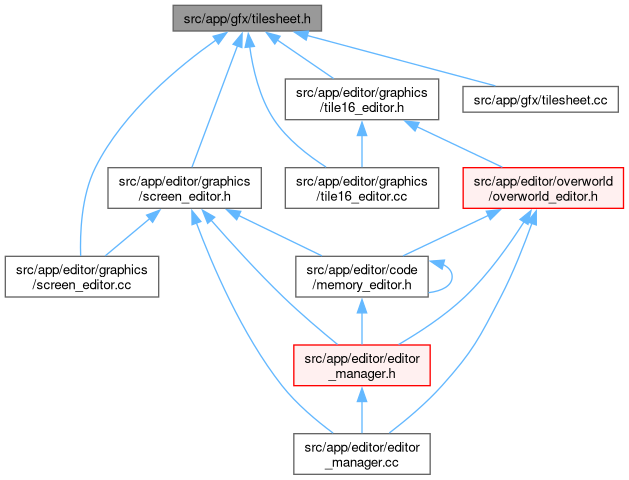 src/app/gfx/tilesheet.h
src/app/editor/graphics
/tile16_editor.h
src/app/gfx/tilesheet.cc
src/app/editor/graphics
/screen_editor.h
src/app/editor/graphics
/tile16_editor.cc
src/app/editor/overworld
/overworld_editor.h
src/app/editor/graphics
/screen_editor.cc
src/app/editor/code
/memory_editor.h
src/app/editor/editor
_manager.h
src/app/editor/editor
_manager.cc